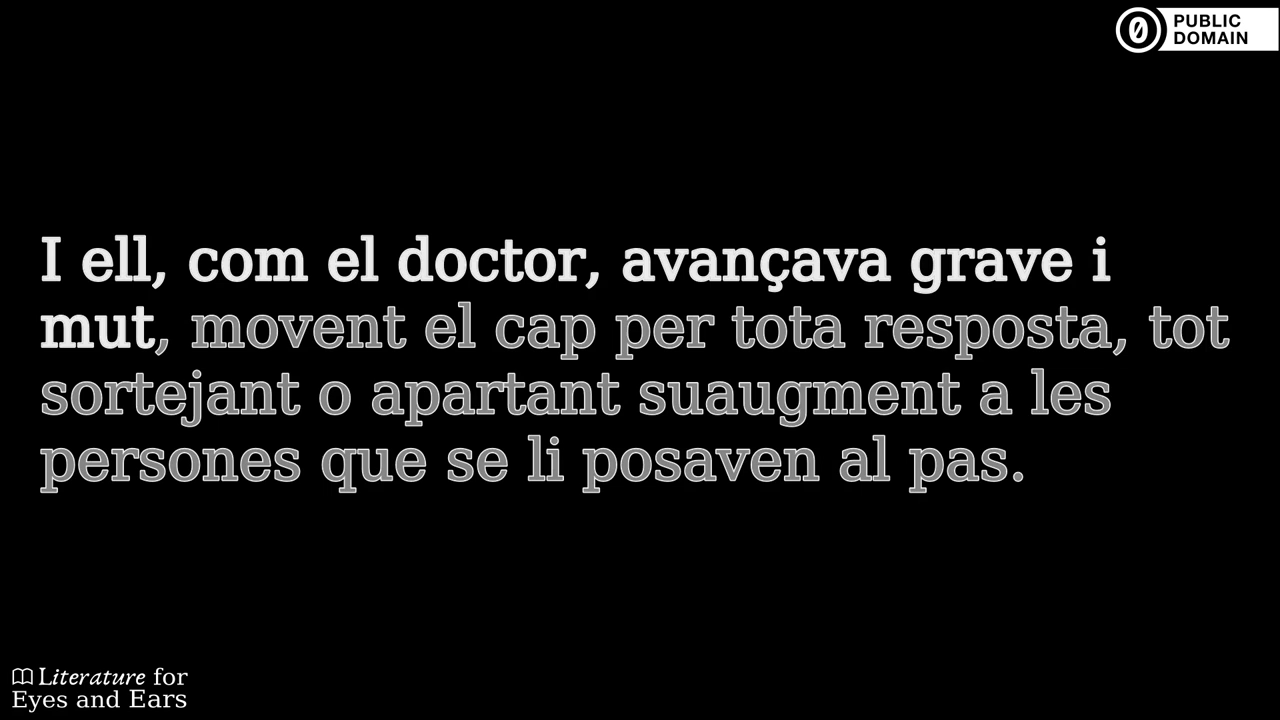 PUBLIC
DOMAIN
I ell, com el doctor, avançava grave i
mut, movent el cap per tota resposta, tot
sortejant o apartant suaugment a les
persones que se li posaven al pas.
Literature for
Eyes and Ears